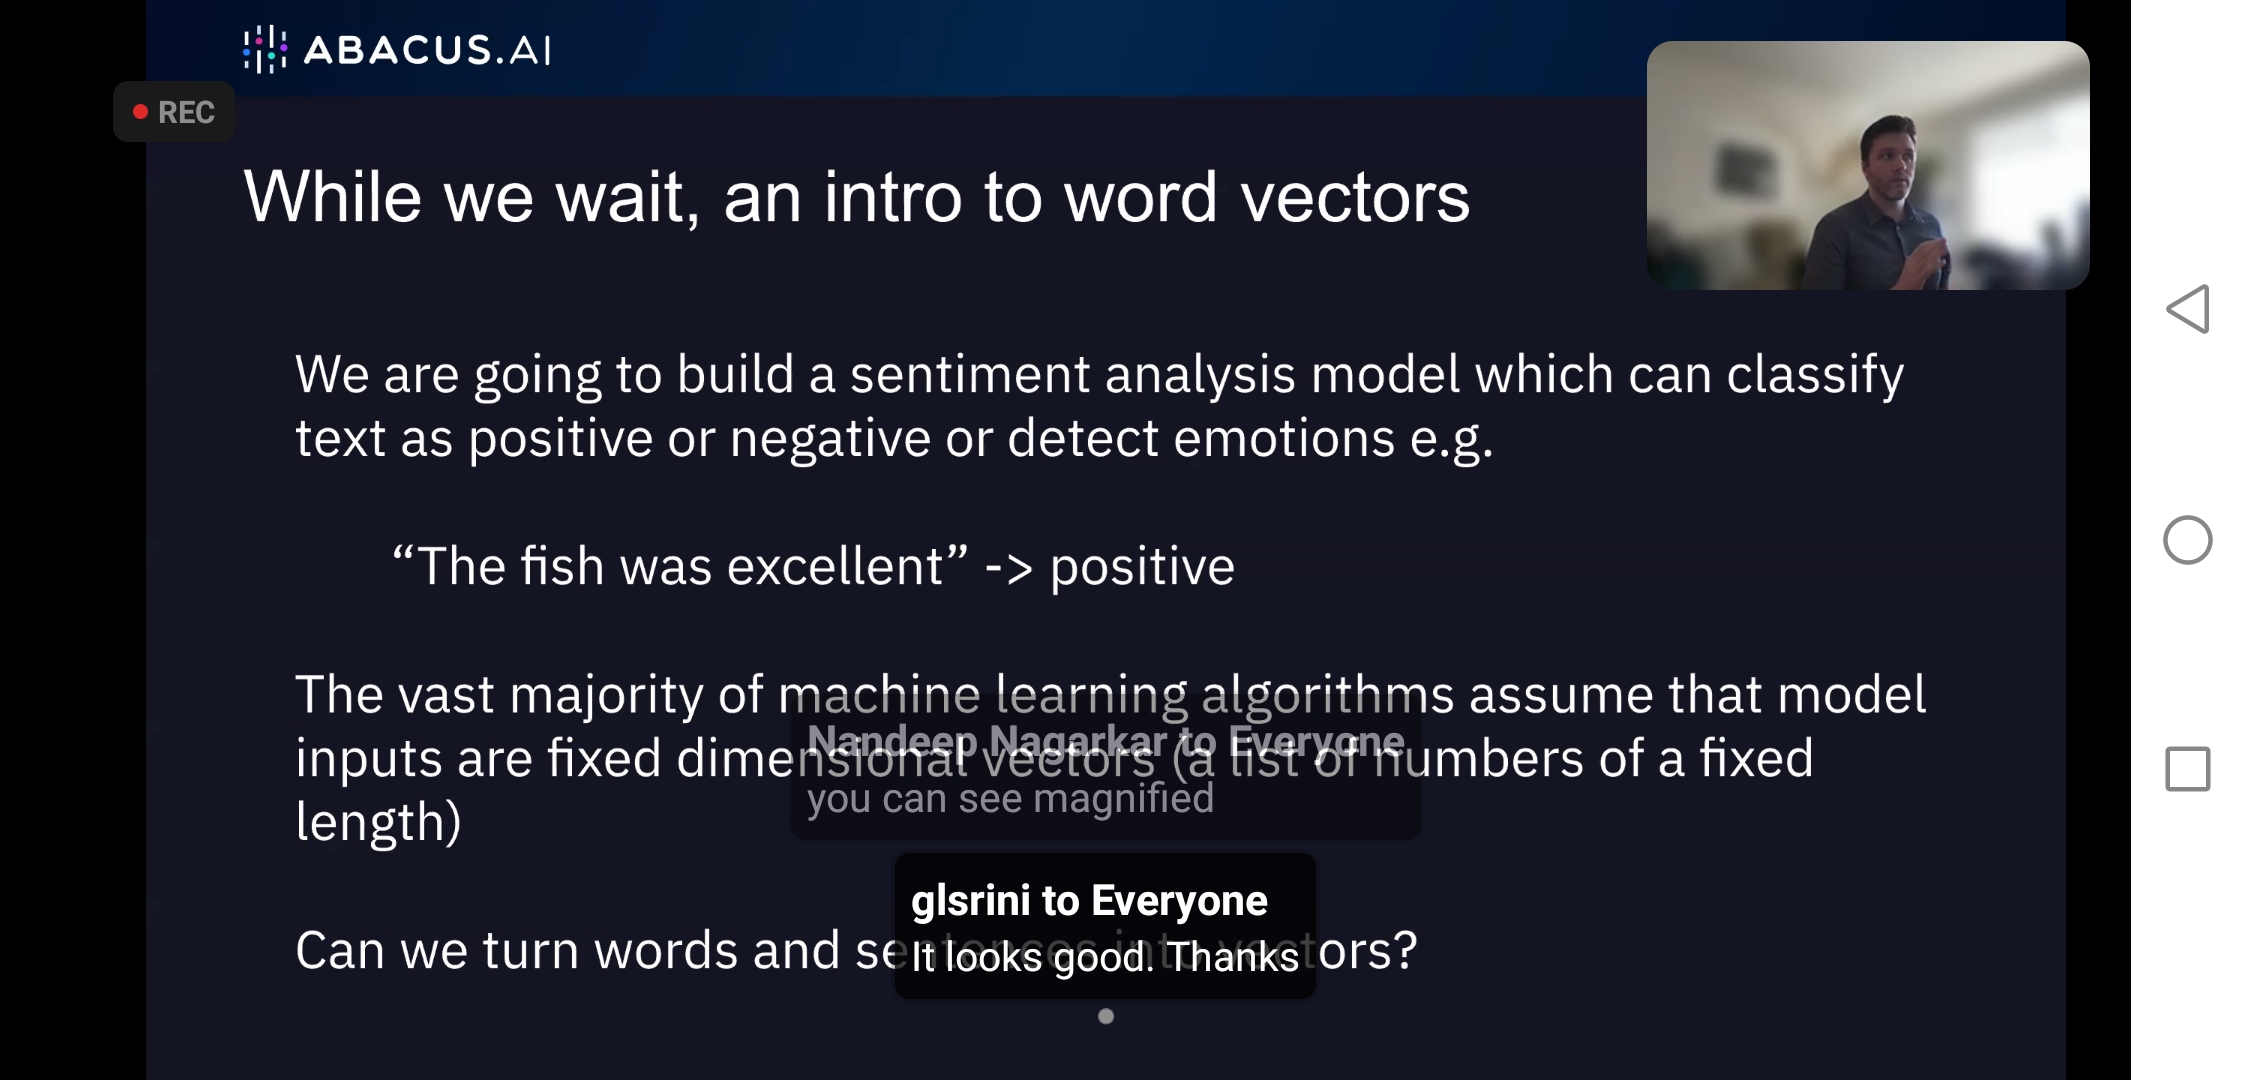 ABACUS.AI
REC
While we wait, an intro to word vectors
We are going to build a sentiment analysis model which can classify
text as positive or negative or detect emotions e.g.
“The fish was excellent” -> positive
The vast majority of machine learning algorithms assume that model
inputs are fixed dimensional vectors (a list of numbers of a fixed
length)
Nandeep Nagarkar to Everyone
you can see magnified
glsrini to Everyone
It looks good. Thanks
Can we turn words and sentences into vectors?